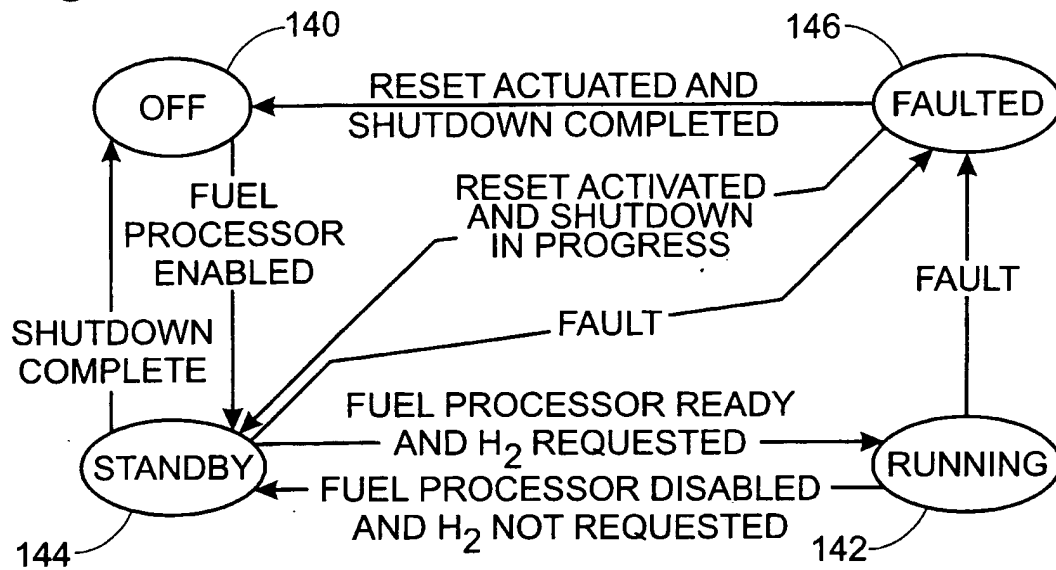 140
146
OFF
RESET ACTUATED AND
SHUTDOWN COMPLETED
FAULTED
FUEL
PROCESSOR
ENABLED
RESET ACTIVATED
AND SHUTDOWN
IN PROGRESS
FAULT
FAULT
SHUTDOWN
COMPLETE
FUEL PROCESSOR READY
AND H2 REQUESTED
STANDBY
RUNNING
FUEL PROCESSOR DISABLED
AND H2 NOT REQUESTED
144
142